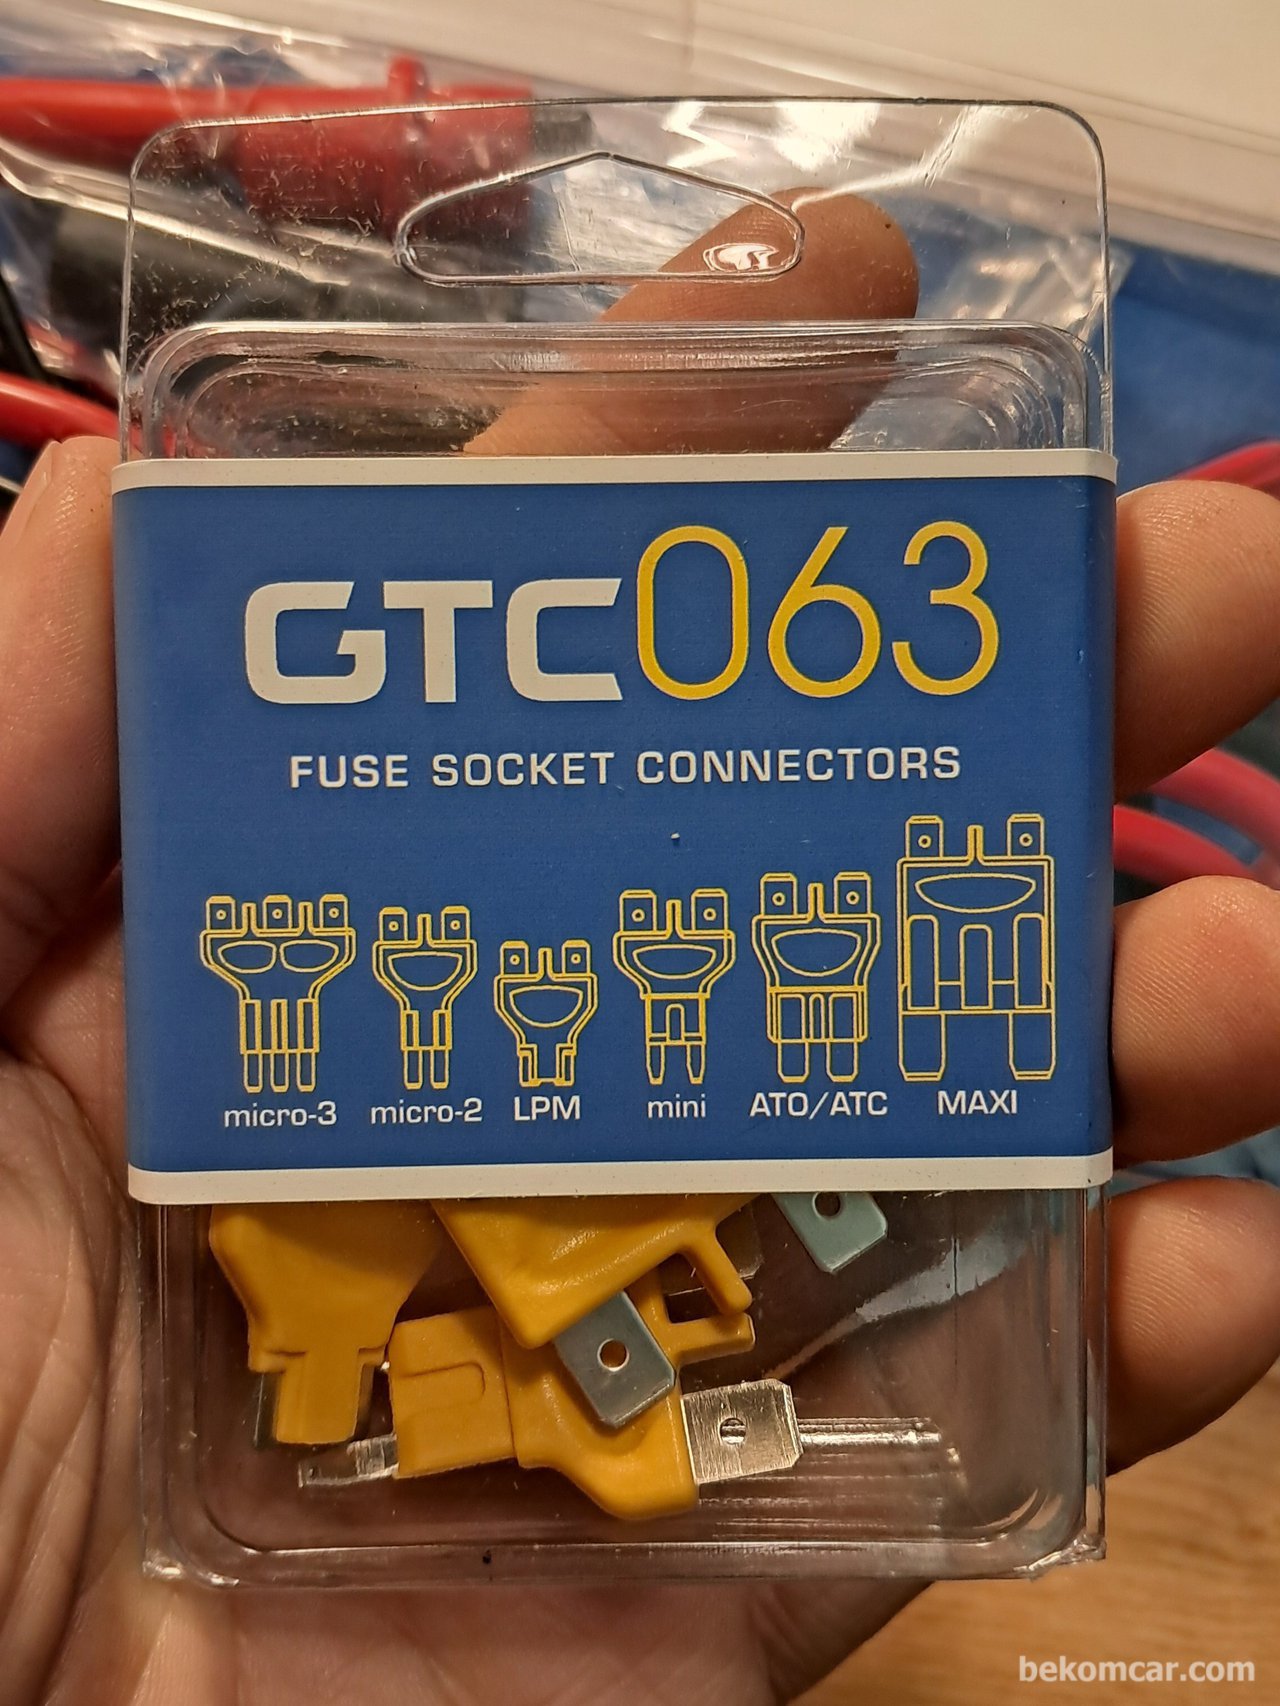 GTC063
FUSE SOCKET CONNECTORS
micro-3 micro-2 LPM mini ATO/ATC MAXI
bekomcar.com